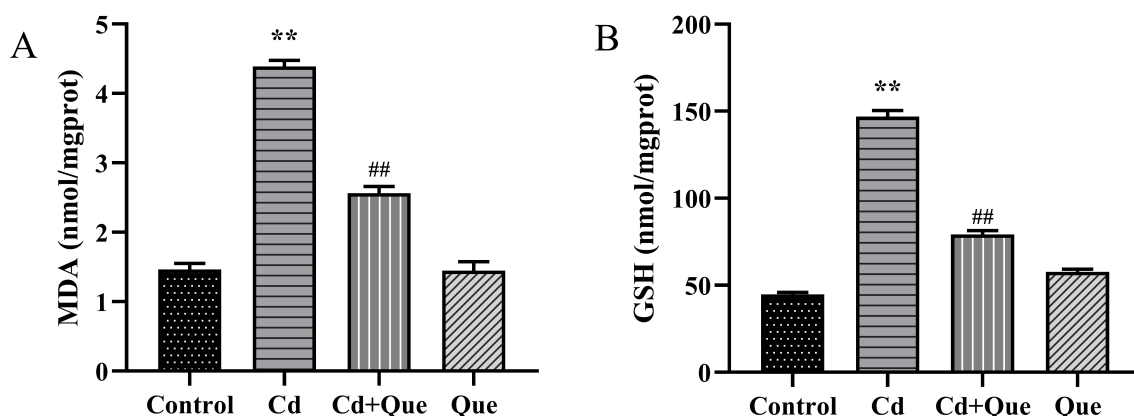 A
MDA (nmol/mgprot)
5
4
3
2
1
0
**
##
Control Cd Cd+Que Que
B
GSH (nmol/mgprot)
200
150
100
50
0
**
##
Control Cd Cd+Que Que